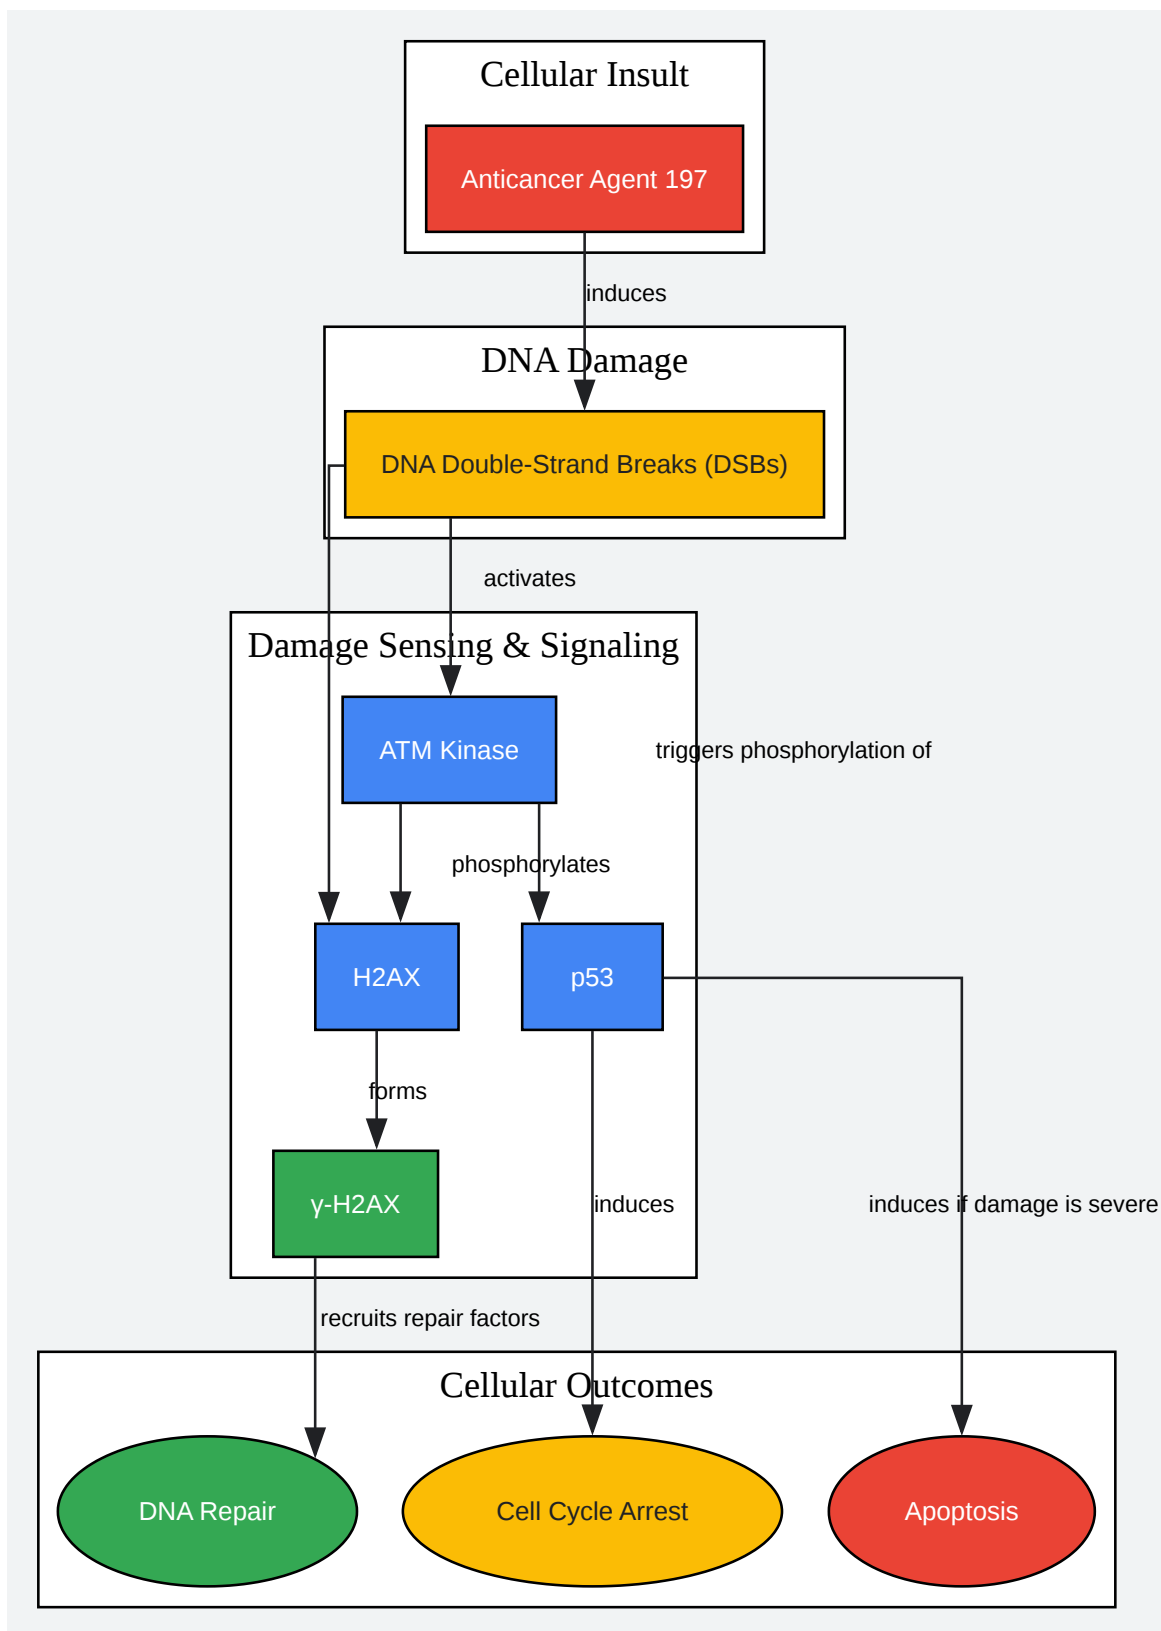 Cellular Insult
Anticancer Agent 197
induces
DNA Damage
DNA Double-Strand Breaks (DSBs)
activates
Damage Sensing & Signaling
ATM Kinase
triggers phosphorylation of
phosphorylates
H2AX
p53
forms
γ-H2AX
induces
induces if damage is severe
recruits repair factors
Cellular Outcomes
DNA Repair
Cell Cycle Arrest
Apoptosis